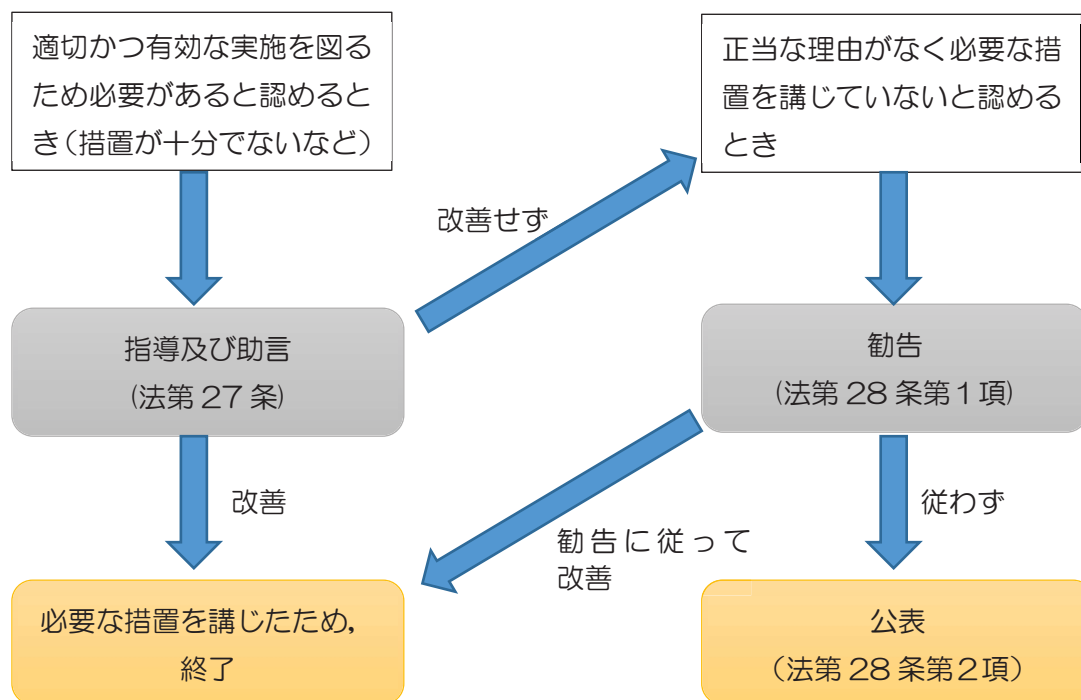 適切かつ有効な実施を図る
ため必要があると認めると
き（措置が十分でないなど）
正当な理由がなく必要な措
置を講じていないと認める
とき
改善せず
指導及び助言
(法第 27 条)
勧告
(法第 28 条第１項)
改善
勧告に従って
改善
従わず
必要な措置を講じたため，
終了
公表
（法第 28 条第２項）